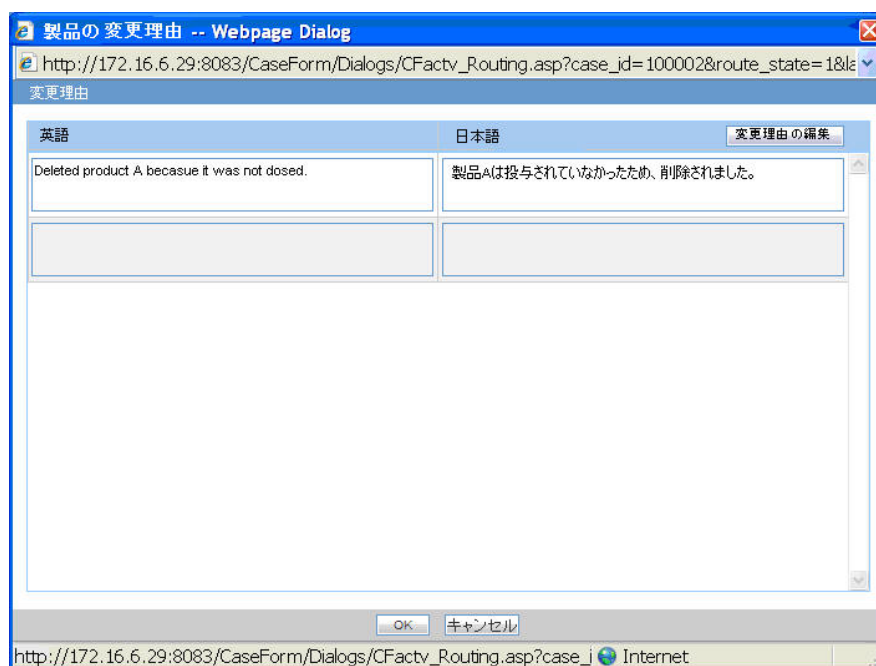 製品の変更理由 -- Webpage Dialog
http://172.16.6.29:8083/CaseForm/Dialogs/CFactv_Routing.asp?case_id=100002&route_state=1&la
変更理由
英語 日本語 変更理由の編集
Deleted product A becasue it was not dosed. 製品Aは投与されていなかったため、削除されました。
OK キャンセル
http://172.16.6.29:8083/CaseForm/Dialogs/CFactv_Routing.asp?case_i Internet